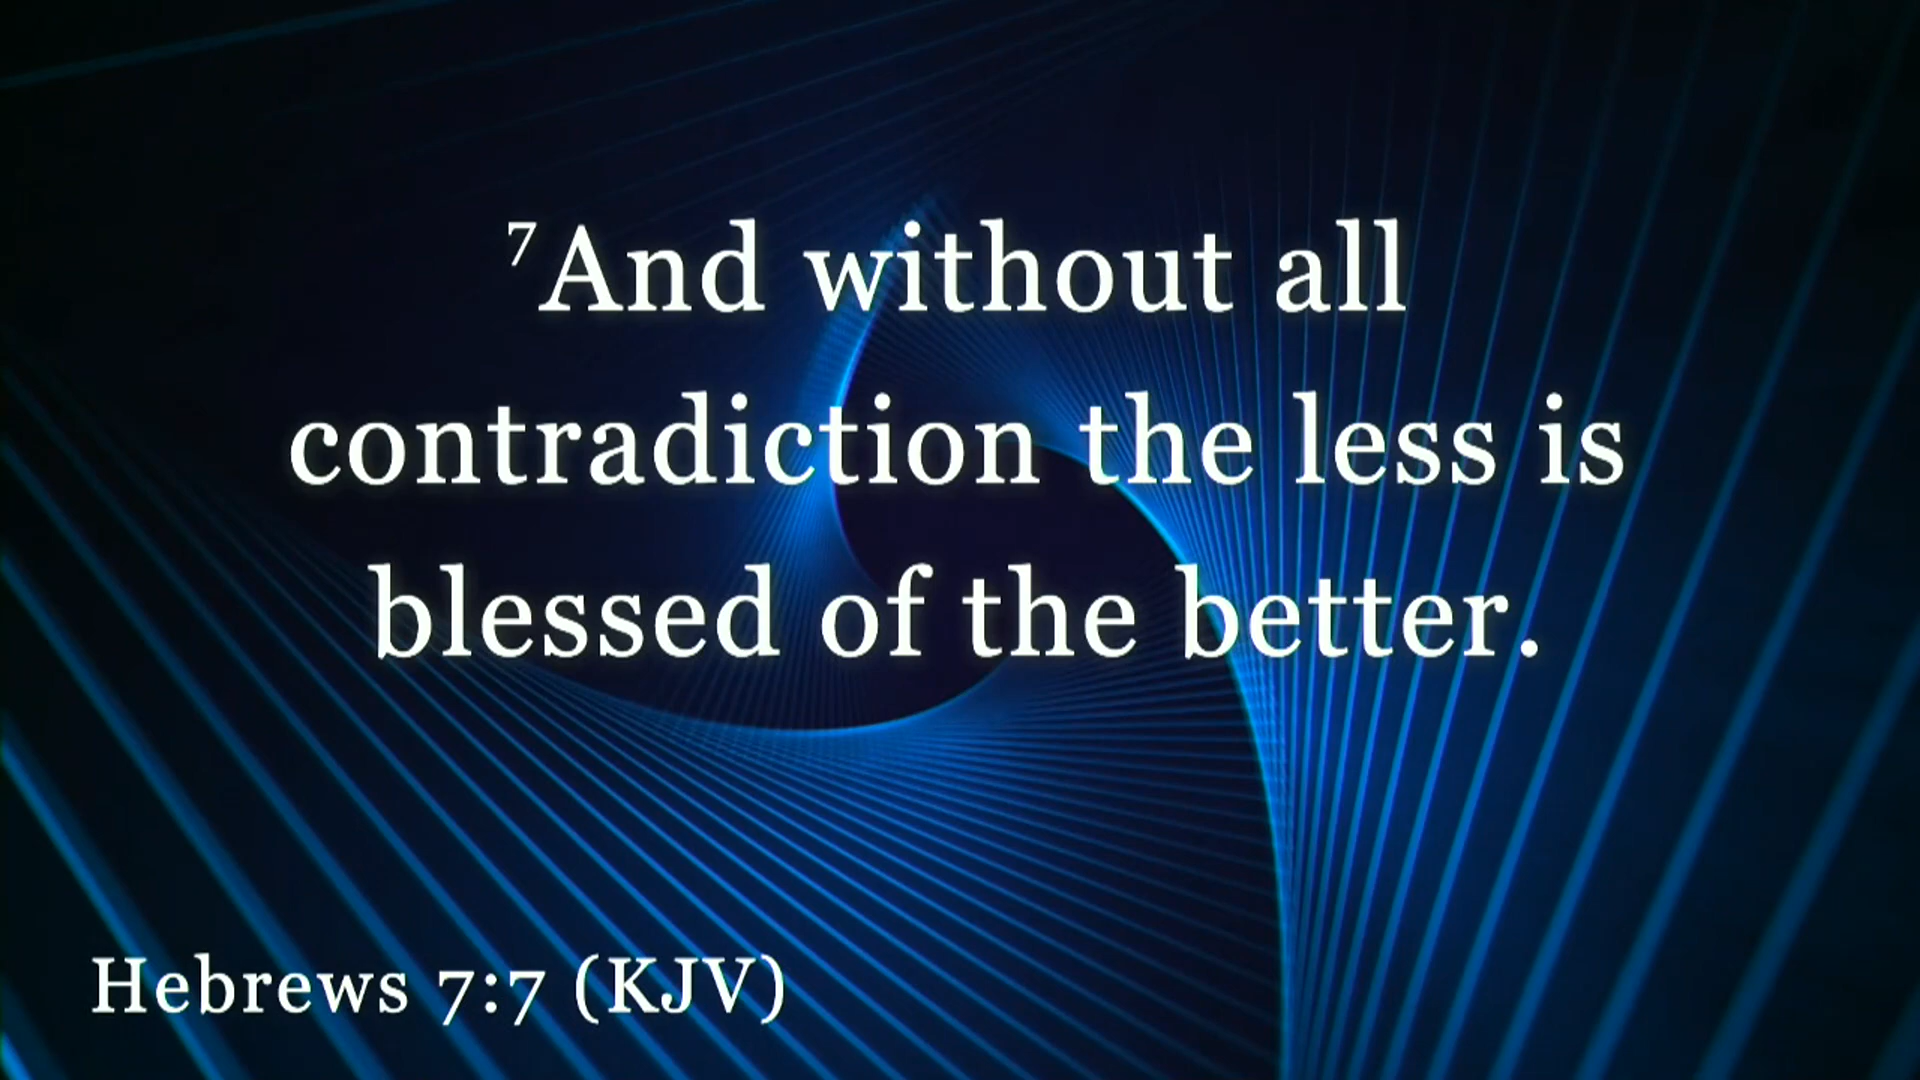 ⁷And without all
contradiction the less is
blessed of the better.
Hebrews 7:7 (KJV)